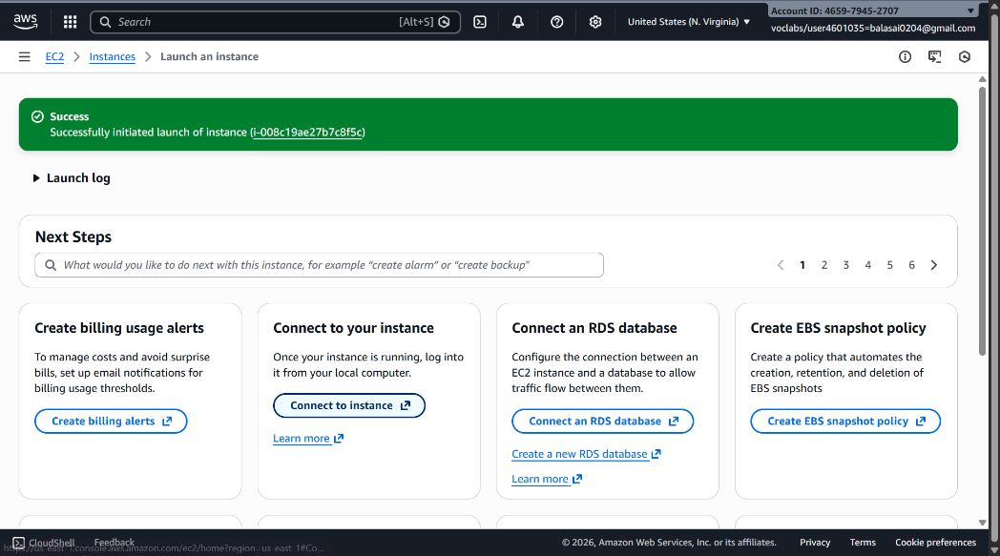 aws
Search [Alt+S]
United States (N. Virginia)
Account ID: 4659-7945-2707
voclabs/user4601035=balasai0204@gmail.com
EC2 Instances Launch an instance
Success
Successfully initiated launch of instance (i-008c19ae27b7c8f5c)
Launch log
Next Steps
What would you like to do next with this instance, for example “create alarm” or “create backup”
1 2 3 4 5 6
Create billing usage alerts
To manage costs and avoid surprise
bills, set up email notifications for
billing usage thresholds.
Create billing alerts
Connect to your instance
Once your instance is running, log into
it from your local computer.
Connect to instance
Learn more
Connect an RDS database
Configure the connection between an
EC2 instance and a database to allow
traffic flow between them.
Connect an RDS database
Create a new RDS database
Learn more
Create EBS snapshot policy
Create a policy that automates the
creation, retention, and deletion of
EBS snapshots
Create EBS snapshot policy
CloudShell Feedback
© 2026, Amazon Web Services, Inc. or its affiliates. Privacy Terms Cookie preferences
https://us-east-1.console.aws.amazon.com/ec2/home?region=us-east-1#Co...